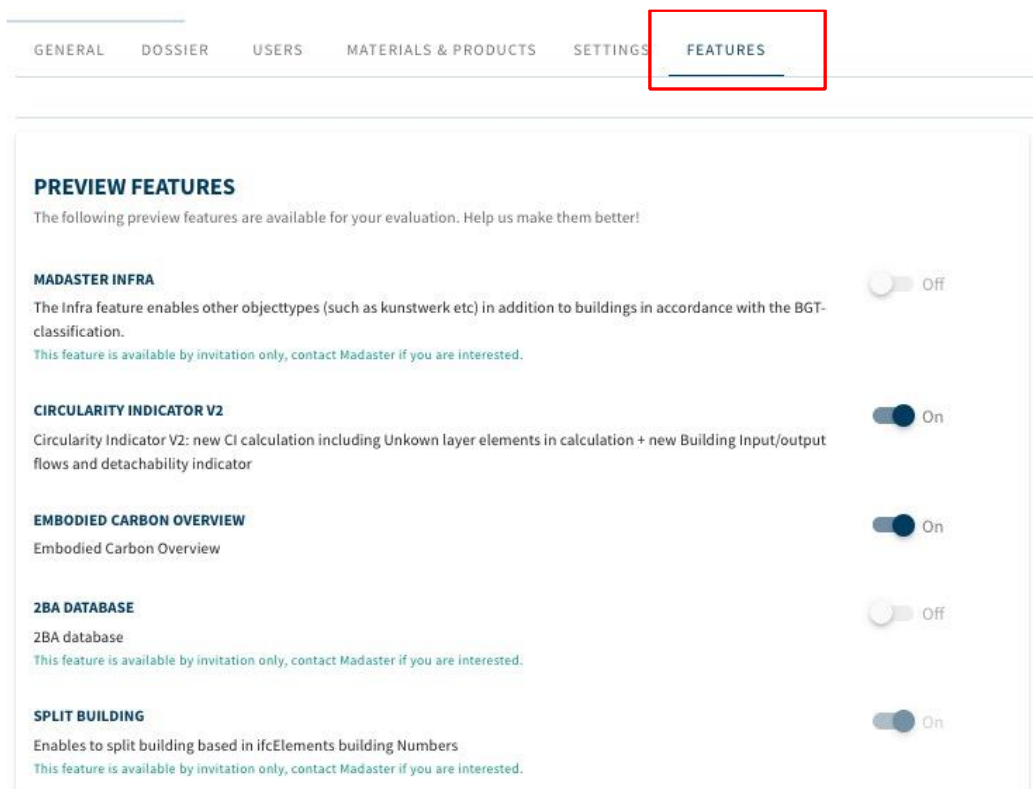 GENERAL DOSSIER USERS MATERIALS & PRODUCTS SETTINGS FEATURES
PREVIEW FEATURES
The following preview features are available for your evaluation. Help us make them better!
MADASTER INFRA
Off
The Infra feature enables other objecttypes (such as kunstwerk etc) in addition to buildings in accordance with the BGT-
classification.
This feature is available by invitation only, contact Madaster if you are interested.
CIRCULARITY INDICATOR V2
On
Circularity Indicator V2: new CI calculation including Unkown layer elements in calculation + new Building Input/output
flows and detachability indicator
EMBODIED CARBON OVERVIEW
On
Embodied Carbon Overview
2BA DATABASE
Off
2BA database
This feature is available by invitation only, contact Madaster if you are interested.
SPLIT BUILDING
On
Enables to split building based in ifcElements building Numbers
This feature is available by invitation only, contact Madaster if you are interested.